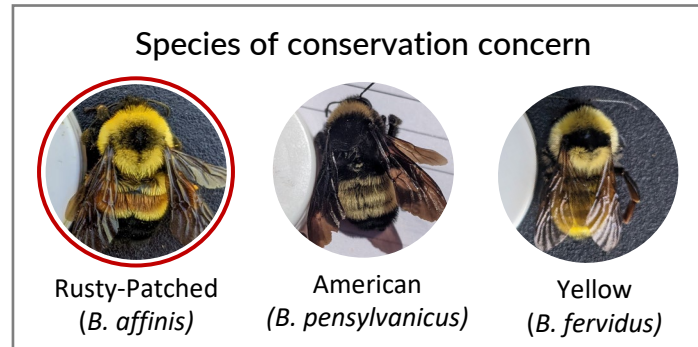 Species of conservation concern
Rusty-Patched American Yellow
(B. affinis) (B. pensylvanicus) (B. fervidus)